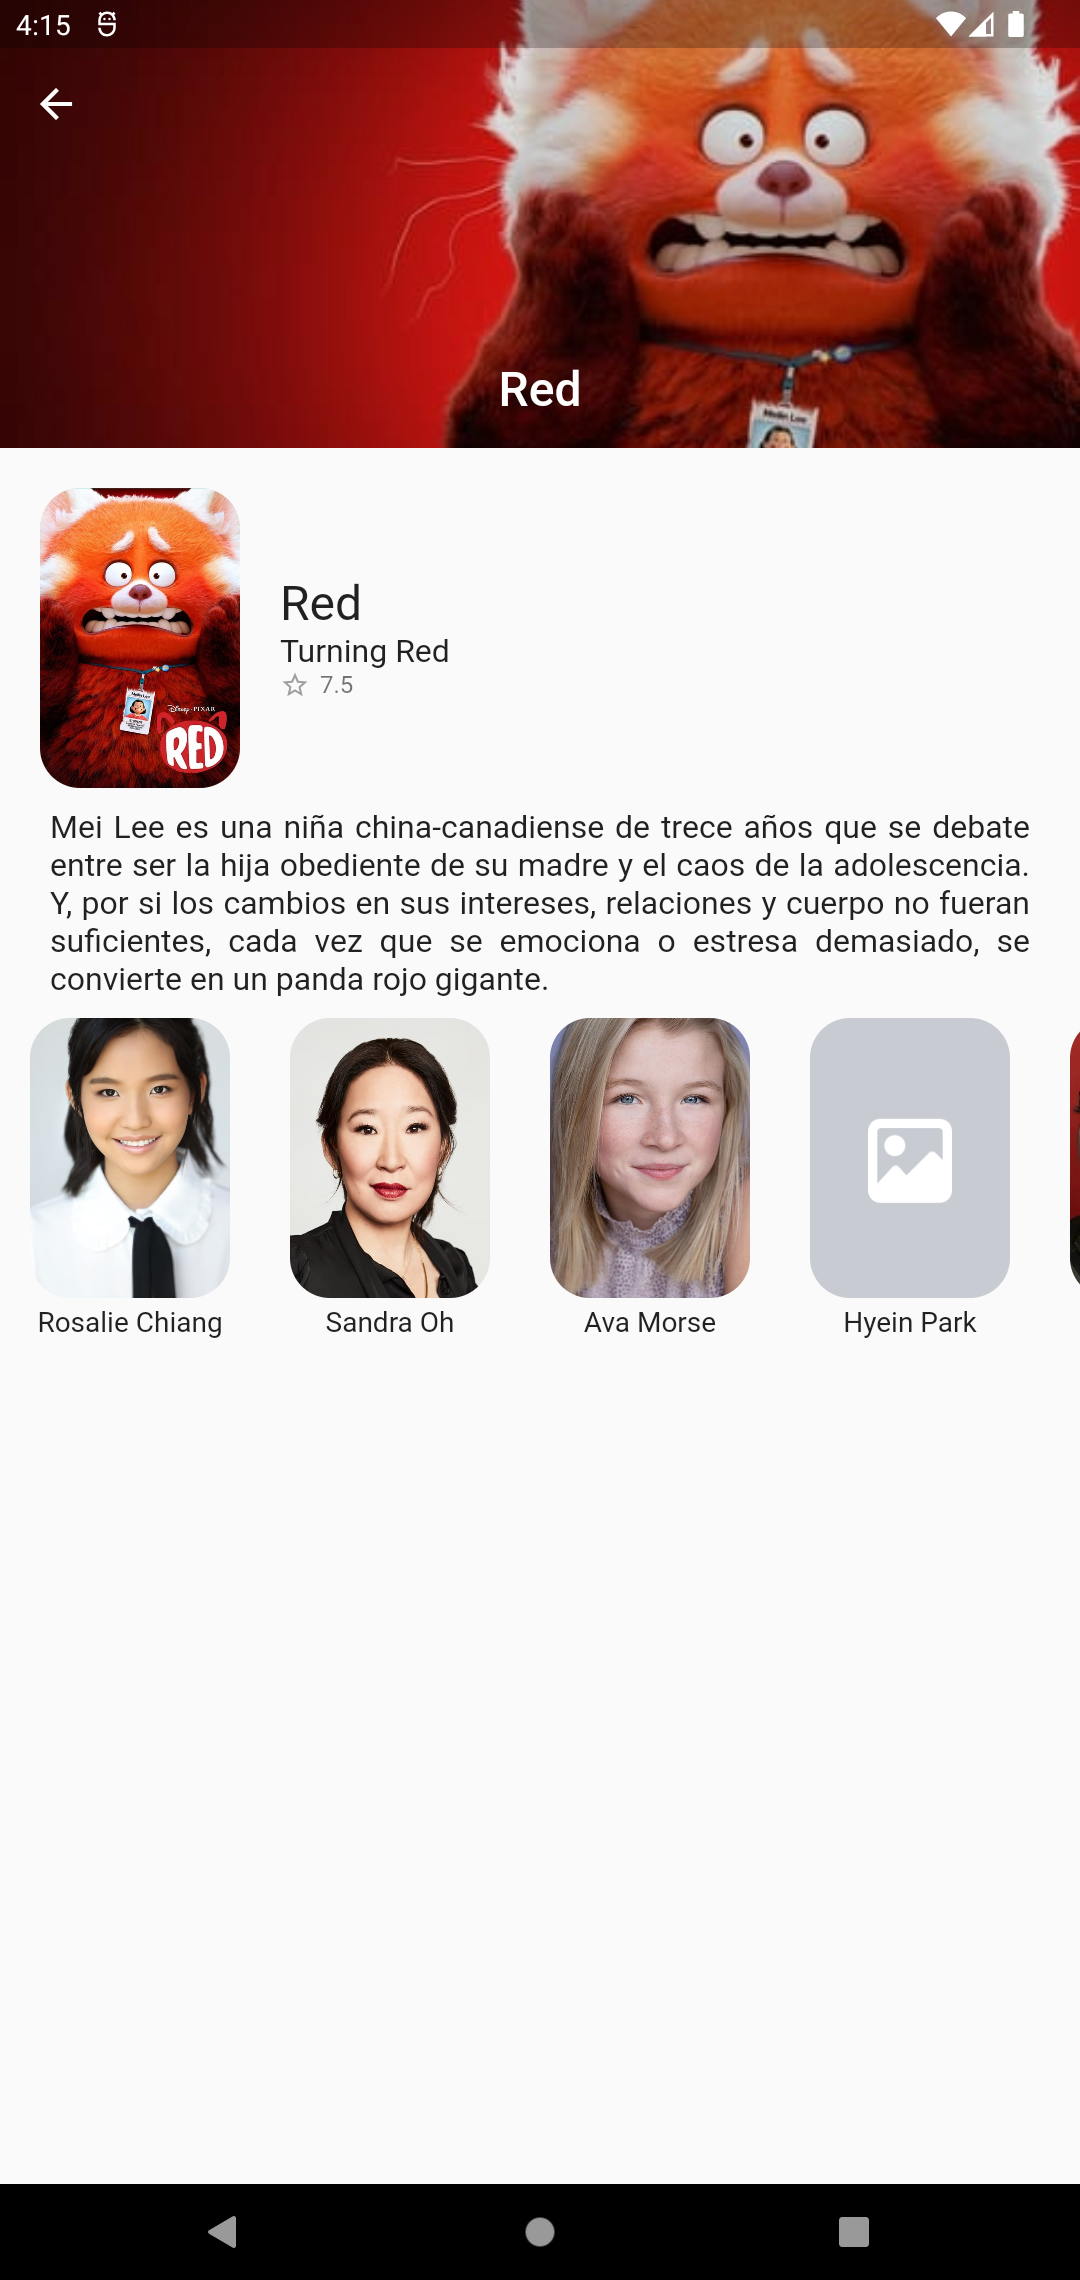 4:15
Red
Red
Turning Red
7.5
Meilin Lee
Disney · PIXAR
RED
Mei Lee es una niña china-canadiense de trece años que se debate
entre ser la hija obediente de su madre y el caos de la adolescencia.
Y, por si los cambios en sus intereses, relaciones y cuerpo no fueran
suficientes, cada vez que se emociona o estresa demasiado, se
convierte en un panda rojo gigante.
Rosalie Chiang
Sandra Oh
Ava Morse
Hyein Park